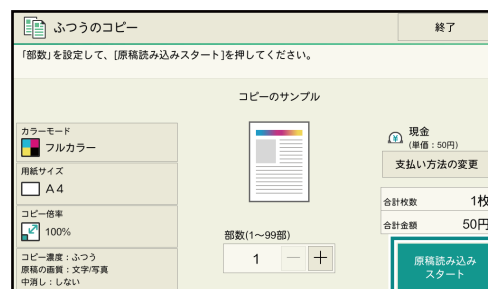 ふつうのコピー
終了
「部数」を設定して、[原稿読み込みスタート]を押してください。
コピーのサンプル
カラーモード
フルカラー
用紙サイズ
A4
コピー倍率
100%
コピー濃度：ふつう
原稿の画質：文字/写真
中消し：しない
部数(1～99部)
1
現金
(単価：50円)
支払い方法の変更
合計枚数 1枚
合計金額 50円
原稿読み込み
スタート